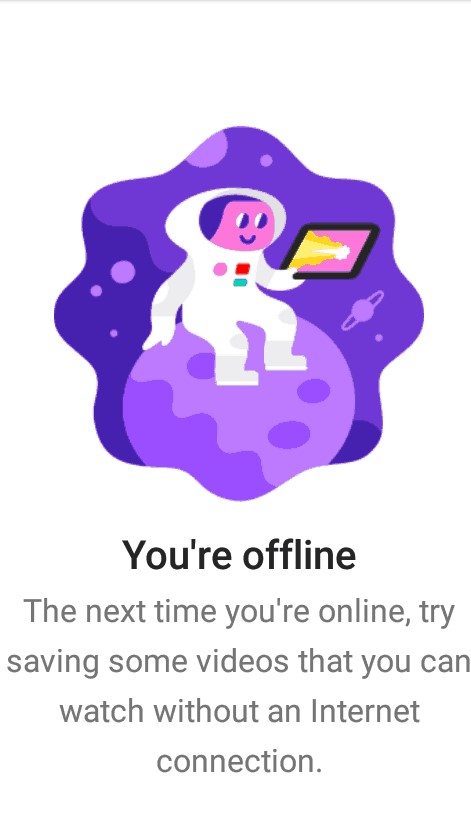 You're offline
The next time you're online, try
saving some videos that you can
watch without an Internet
connection.